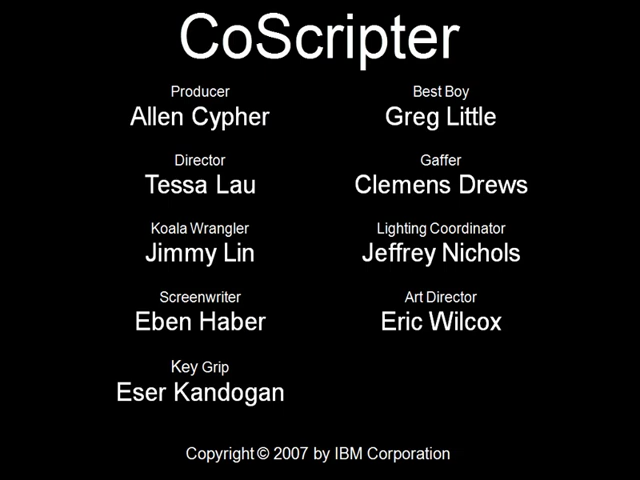 CoScripter
Producer
Allen Cypher
Director
Tessa Lau
Koala Wrangler
Jimmy Lin
Screenwriter
Eben Haber
Key Grip
Eser Kandogan
Best Boy
Greg Little
Gaffer
Clemens Drews
Lighting Coordinator
Jeffrey Nichols
Art Director
Eric Wilcox
Copyright © 2007 by IBM Corporation